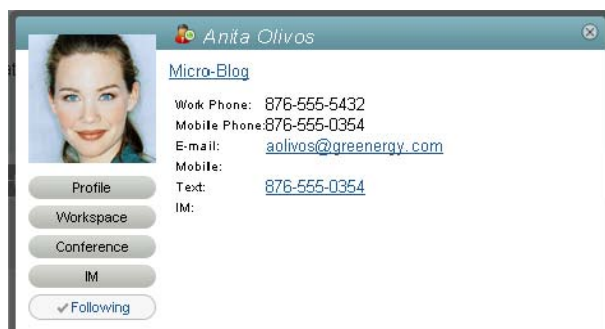 Anita Olivos
Micro-Blog
Work Phone: 876-555-5432
Mobile Phone:876-555-0354
E-mail: aolivos@greenergy.com
Mobile:
Text: 876-555-0354
IM:
Profile
Workspace
Conference
IM
Following